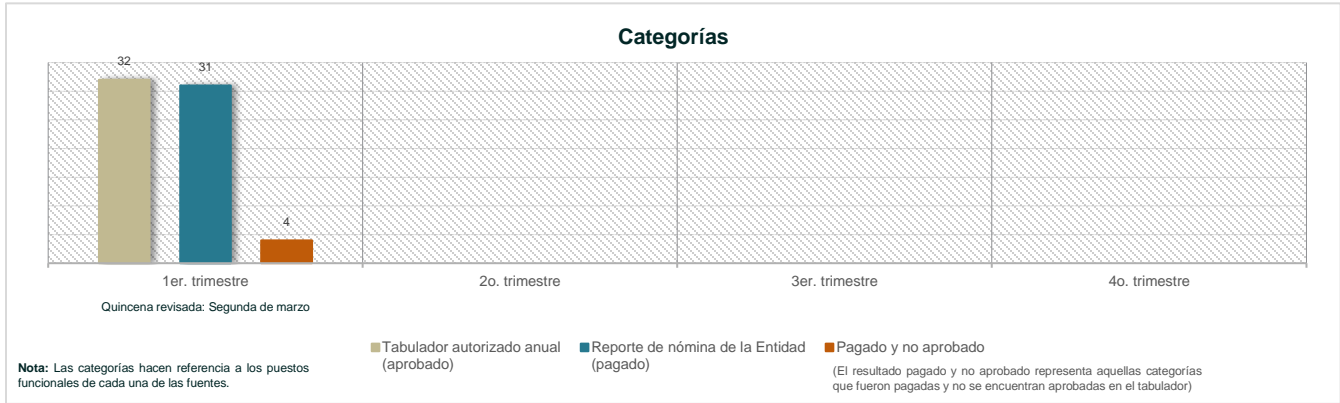 Categorías
32
31
4
1er. trimestre
2o. trimestre
3er. trimestre
4o. trimestre
Quincena revisada: Segunda de marzo
Tabulador autorizado anual
(aprobado)
Reporte de nómina de la Entidad
(pagado)
Pagado y no aprobado
(El resultado pagado y no aprobado representa aquellas categorías
que fueron pagadas y no se encuentran aprobadas en el tabulador)
Nota: Las categorías hacen referencia a los puestos
funcionales de cada una de las fuentes.